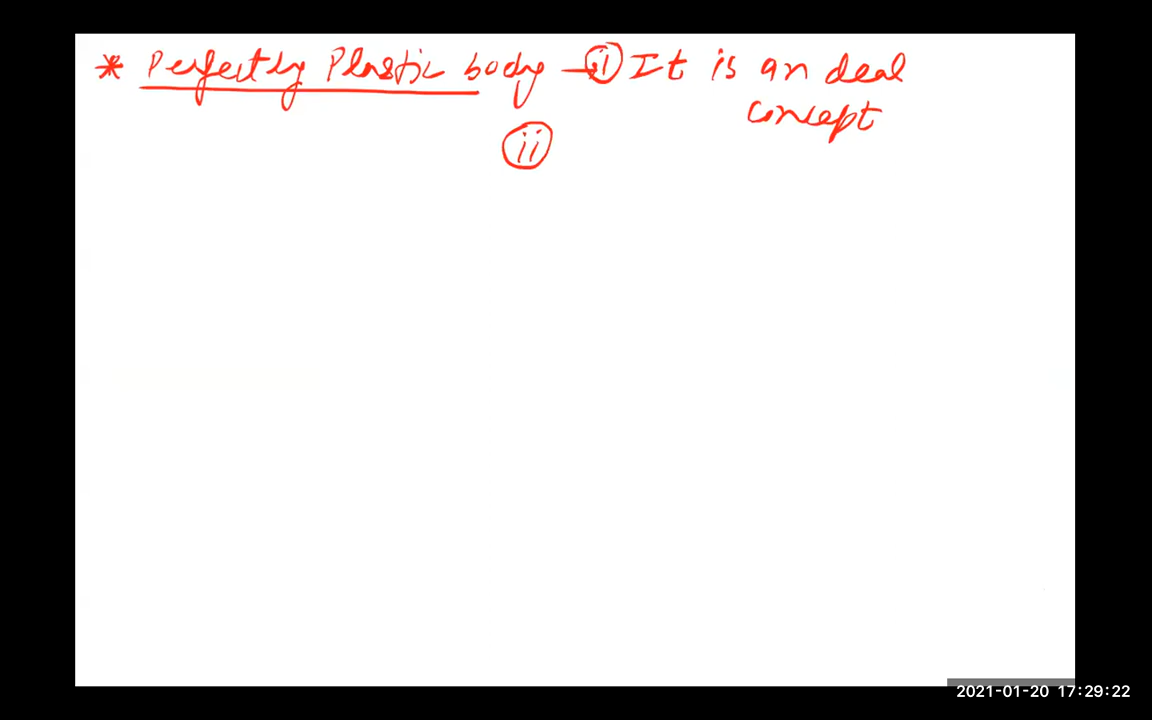 * Perfectly Plastic body → (i) It is an deal
concept
(ii)
2021-01-20 17:29:22